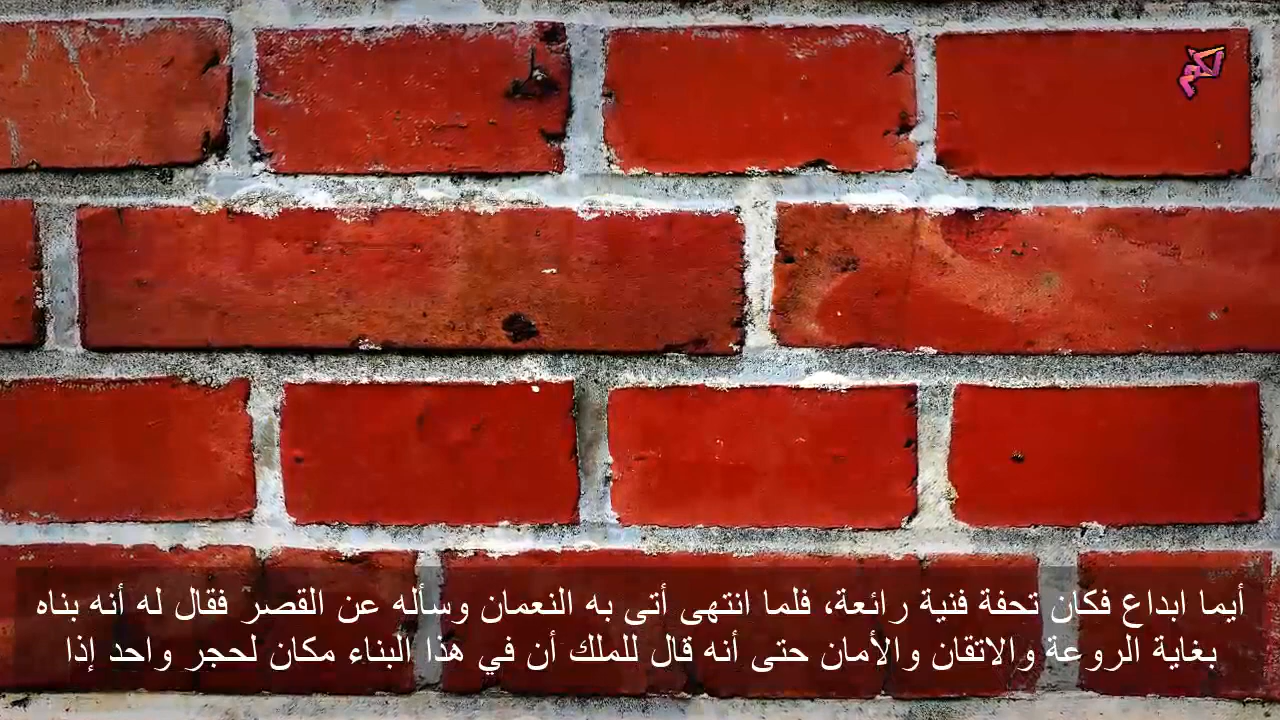 أيما ابداع فكان تحفة فنية رائعة، فلما انتهى أتى به النعمان وسأله عن القصر فقال له أنه بناه
بغاية الروعة والاتقان والأمان حتى أنه قال للملك أن في هذا البناء مكان لحجر واحد إذا